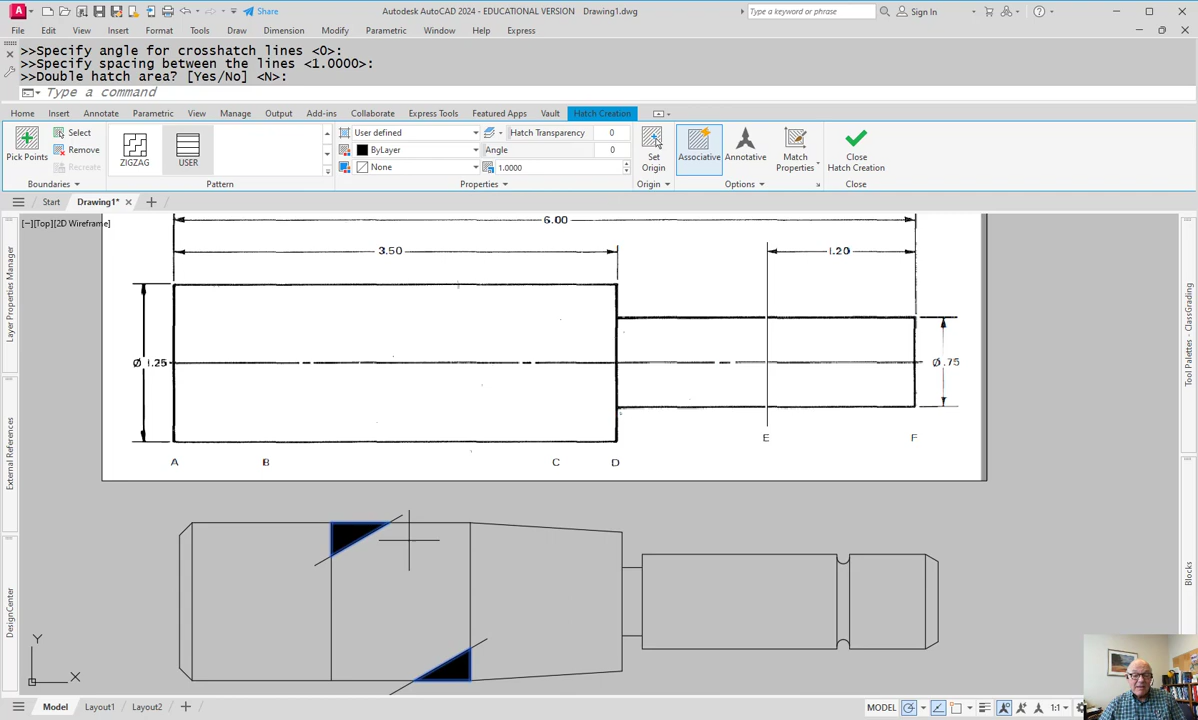 Share
Autodesk AutoCAD 2024 - EDUCATIONAL VERSION Drawing1.dwg
Type a keyword or phrase
Sign In
File Edit View Insert Format Tools Draw Dimension Modify Parametric Window Help Express
>>Specify angle for crosshatch lines <0>:
>>Specify spacing between the lines <1.0000>:
>>Double hatch area? [Yes/No] <N>:
Type a command
Home Insert Annotate Parametric View Manage Output Add-ins Collaborate Express Tools Featured Apps Vault Hatch Creation
Pick Points
Select
Remove
Recreate
Boundaries
ZIGZAG
USER
Pattern
User defined
ByLayer
None
Hatch Transparency 0
Angle 0
1.0000
Properties
Set Origin
Origin
Associative
Annotative
Match Properties
Options
Close Hatch Creation
Close
Start Drawing1*
[−][Top][2D Wireframe]
6.00
3.50
1.20
Ø 1.25
Ø .75
E F
A B C D
Layer Properties Manager
External References
DesignCenter
Tool Palettes - ClassGrading
Blocks
Y
X
Model Layout1 Layout2
MODEL
1:1